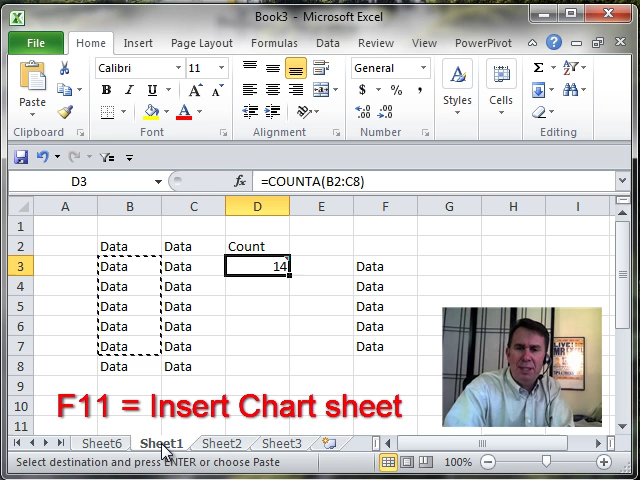 Book3 - Microsoft Excel
File Home Insert Page Layout Formulas Data Review View PowerPivot
Paste
Calibri 11
B I U A A
General
$ % ,
Styles
Cells
Σ
Clipboard Font Alignment Number Editing
D3 fx =COUNTA(B2:C8)
A B C D E F G H I
1
2 Data Data Count
3 Data Data 14 Data
4 Data Data Data
5 Data Data Data
6 Data Data Data
7 Data Data Data
8 Data Data
9
10
11
F11 = Insert Chart sheet
LIVE!
MR EXCEL
Sheet6 Sheet1 Sheet2 Sheet3
Select destination and press ENTER or choose Paste 100%